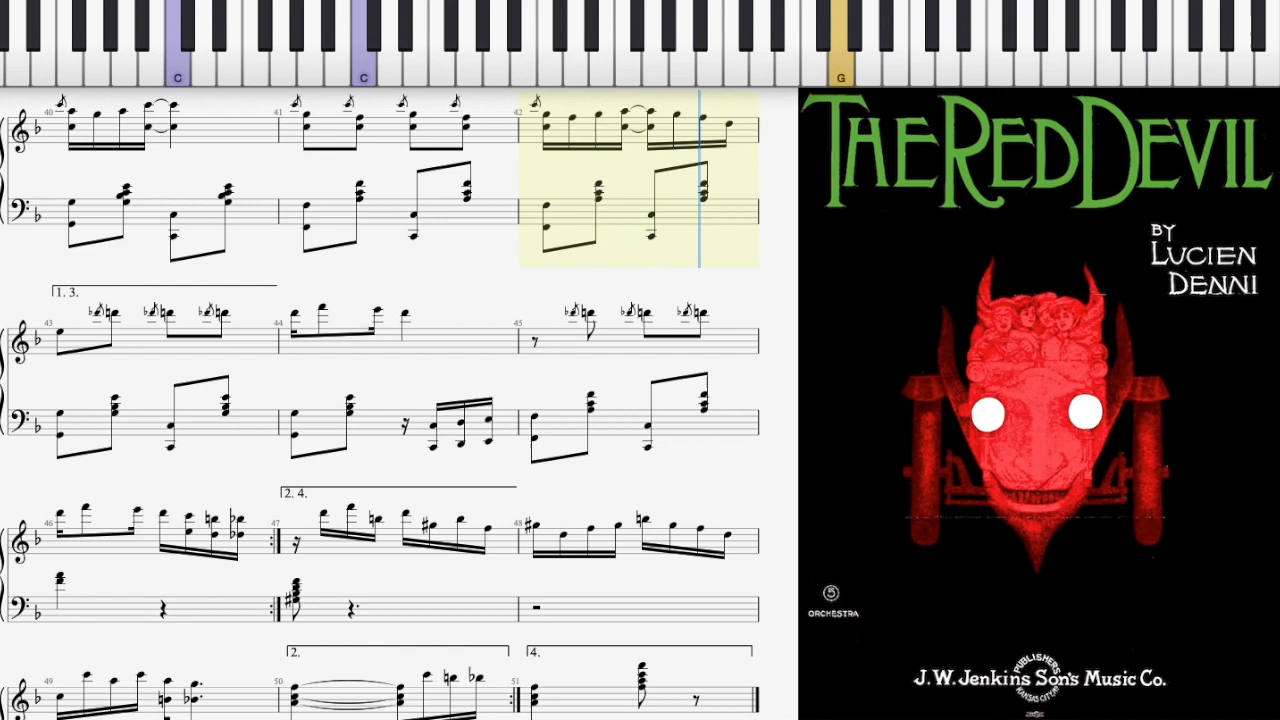 C
C
G
40
41
42
1. 3.
43
44
45
2. 4.
46
47
48
2.
4.
49
50
51
THE RED DEVIL
BY
LUCIEN
DENNI
5
ORCHESTRA
PUBLISHERS
J. W. Jenkins Son's Music Co.
KANSAS CITY